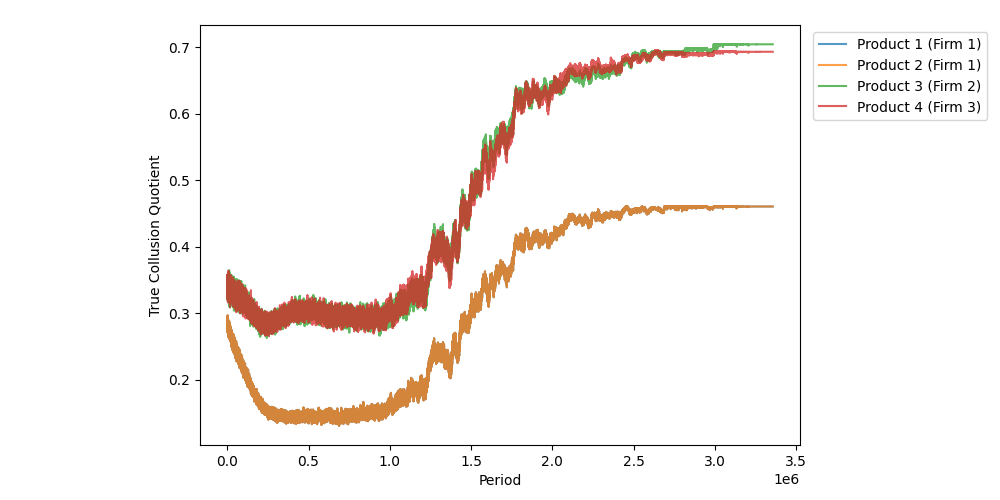 True Collusion Quotient
0.7
0.6
0.5
0.4
0.3
0.2
0.0 0.5 1.0 1.5 2.0 2.5 3.0 3.5
1e6
Period
Product 1 (Firm 1)
Product 2 (Firm 1)
Product 3 (Firm 2)
Product 4 (Firm 3)